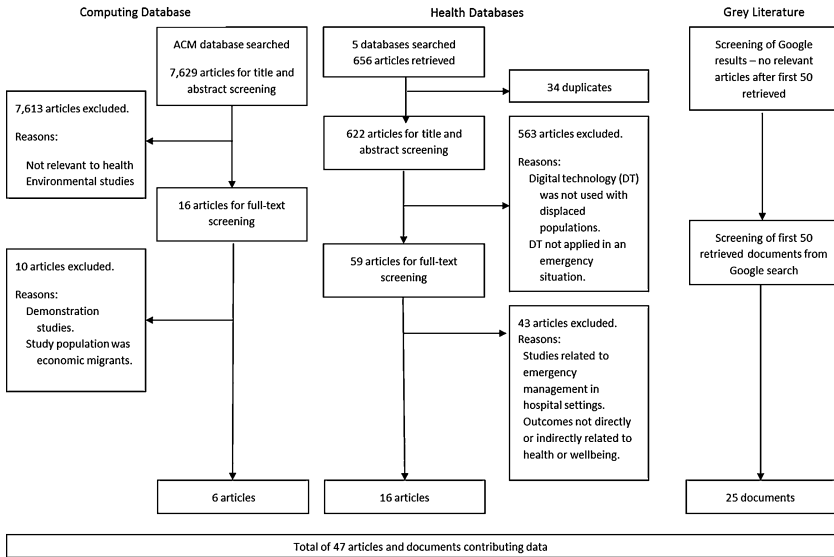 Computing Database
ACM database searched
7,629 articles for title and
abstract screening
7,613 articles excluded.
Reasons:
Not relevant to health
Environmental studies
16 articles for full-text
screening
10 articles excluded.
Reasons:
Demonstration
studies.
Study population was
economic migrants.
6 articles
Health Databases
5 databases searched
656 articles retrieved
34 duplicates
622 articles for title and
abstract screening
563 articles excluded.
Reasons:
Digital technology (DT)
was not used with
displaced
populations.
DT not applied in an
emergency
situation.
59 articles for full-text
screening
43 articles excluded.
Reasons:
Studies related to
emergency
management in
hospital settings.
Outcomes not directly
or indirectly related to
health or wellbeing.
16 articles
Grey Literature
Screening of Google
results – no relevant
articles after first 50
retrieved
Screening of first 50
retrieved documents from
Google search
25 documents
Total of 47 articles and documents contributing data